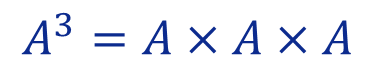 A³ = A × A × A